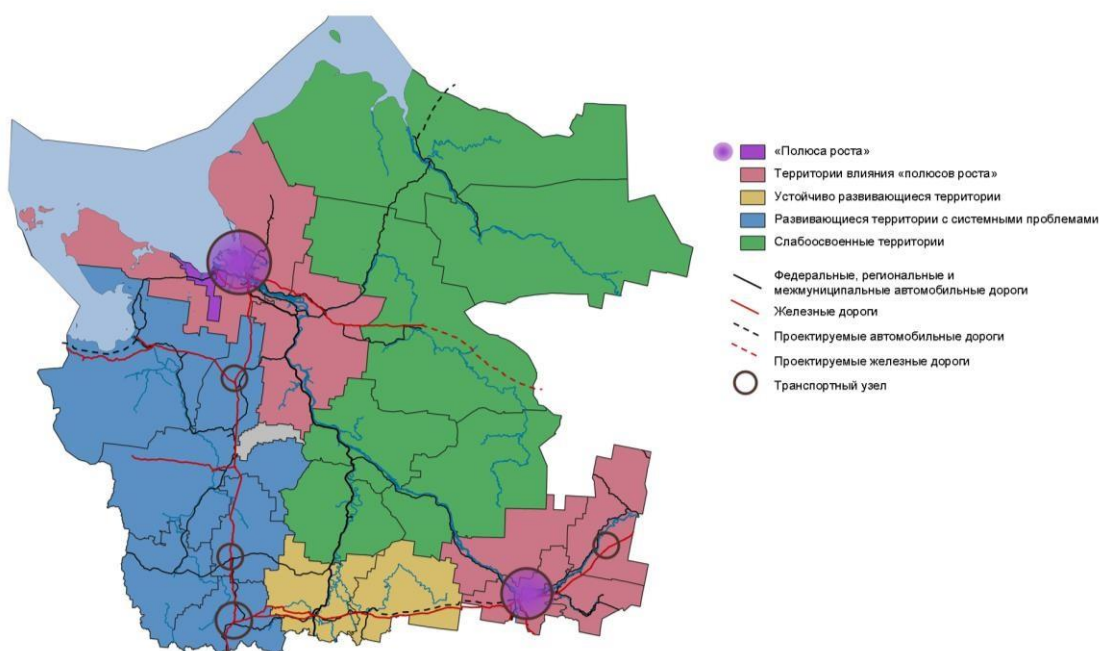 «Полюса роста»
Территории влияния «полюсов роста»
Устойчиво развивающиеся территории
Развивающиеся территории с системными проблемами
Слабоосвоенные территории
Федеральные, региональные и
межмуниципальные автомобильные дороги
Железные дороги
Проектируемые автомобильные дороги
Проектируемые железные дороги
Транспортный узел